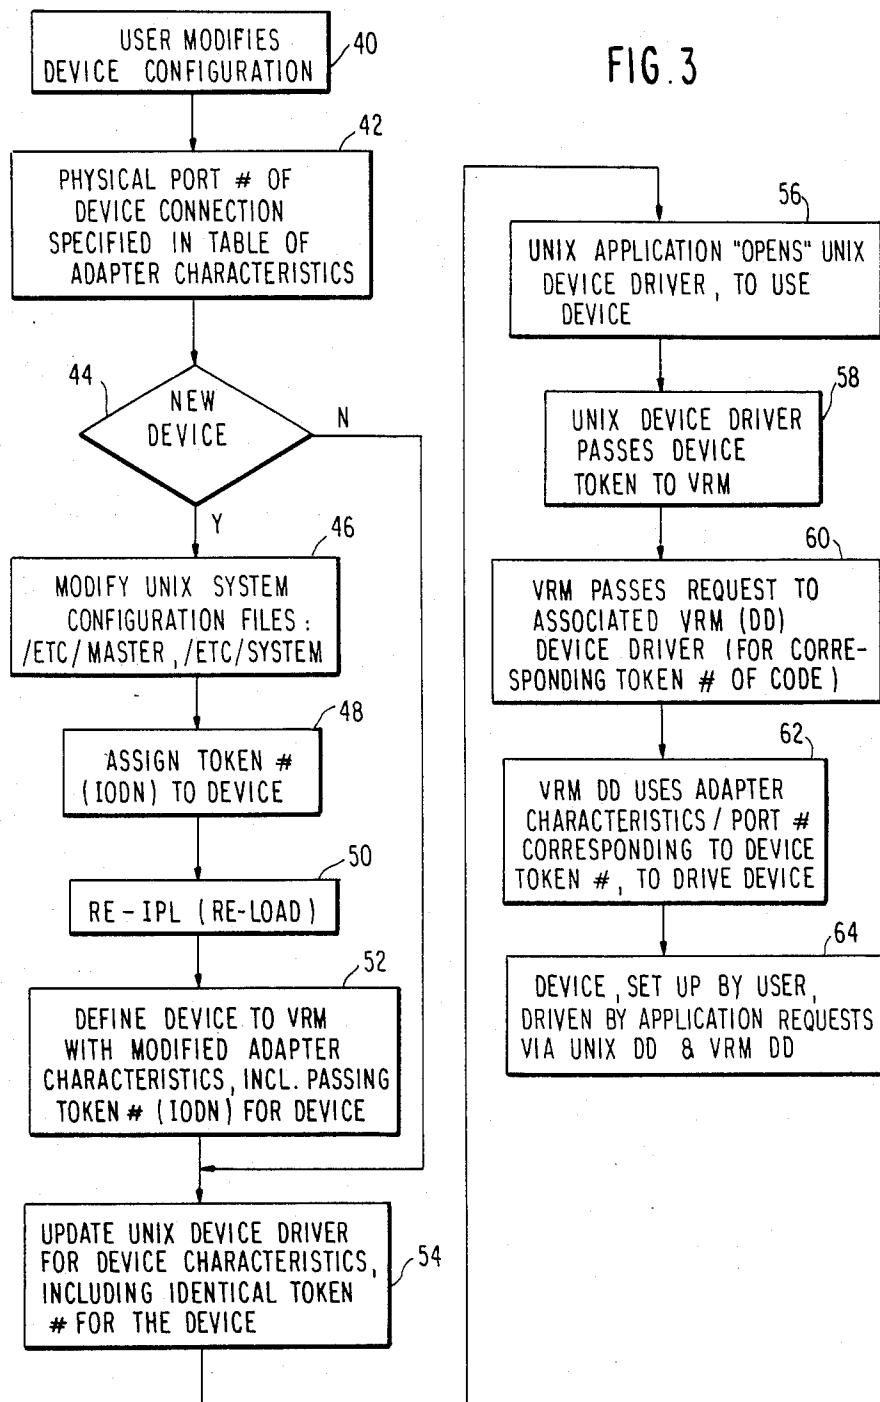 FIG.3
USER MODIFIES
DEVICE CONFIGURATION
40
42
PHYSICAL PORT # OF
DEVICE CONNECTION
SPECIFIED IN TABLE OF
ADAPTER CHARACTERISTICS
44
NEW
DEVICE
N
Y
46
MODIFY UNIX SYSTEM
CONFIGURATION FILES:
/ETC/MASTER, /ETC/SYSTEM
48
ASSIGN TOKEN #
(IODN) TO DEVICE
50
RE-IPL (RE-LOAD)
52
DEFINE DEVICE TO VRM
WITH MODIFIED ADAPTER
CHARACTERISTICS, INCL. PASSING
TOKEN # (IODN) FOR DEVICE
UPDATE UNIX DEVICE DRIVER
FOR DEVICE CHARACTERISTICS,
INCLUDING IDENTICAL TOKEN
# FOR THE DEVICE
54
56
UNIX APPLICATION "OPENS" UNIX
DEVICE DRIVER, TO USE
DEVICE
58
UNIX DEVICE DRIVER
PASSES DEVICE
TOKEN TO VRM
60
VRM PASSES REQUEST TO
ASSOCIATED VRM (DD)
DEVICE DRIVER (FOR CORRE-
SPONDING TOKEN # OF CODE)
62
VRM DD USES ADAPTER
CHARACTERISTICS / PORT #
CORRESPONDING TO DEVICE
TOKEN #, TO DRIVE DEVICE
64
DEVICE, SET UP BY USER,
DRIVEN BY APPLICATION REQUESTS
VIA UNIX DD & VRM DD